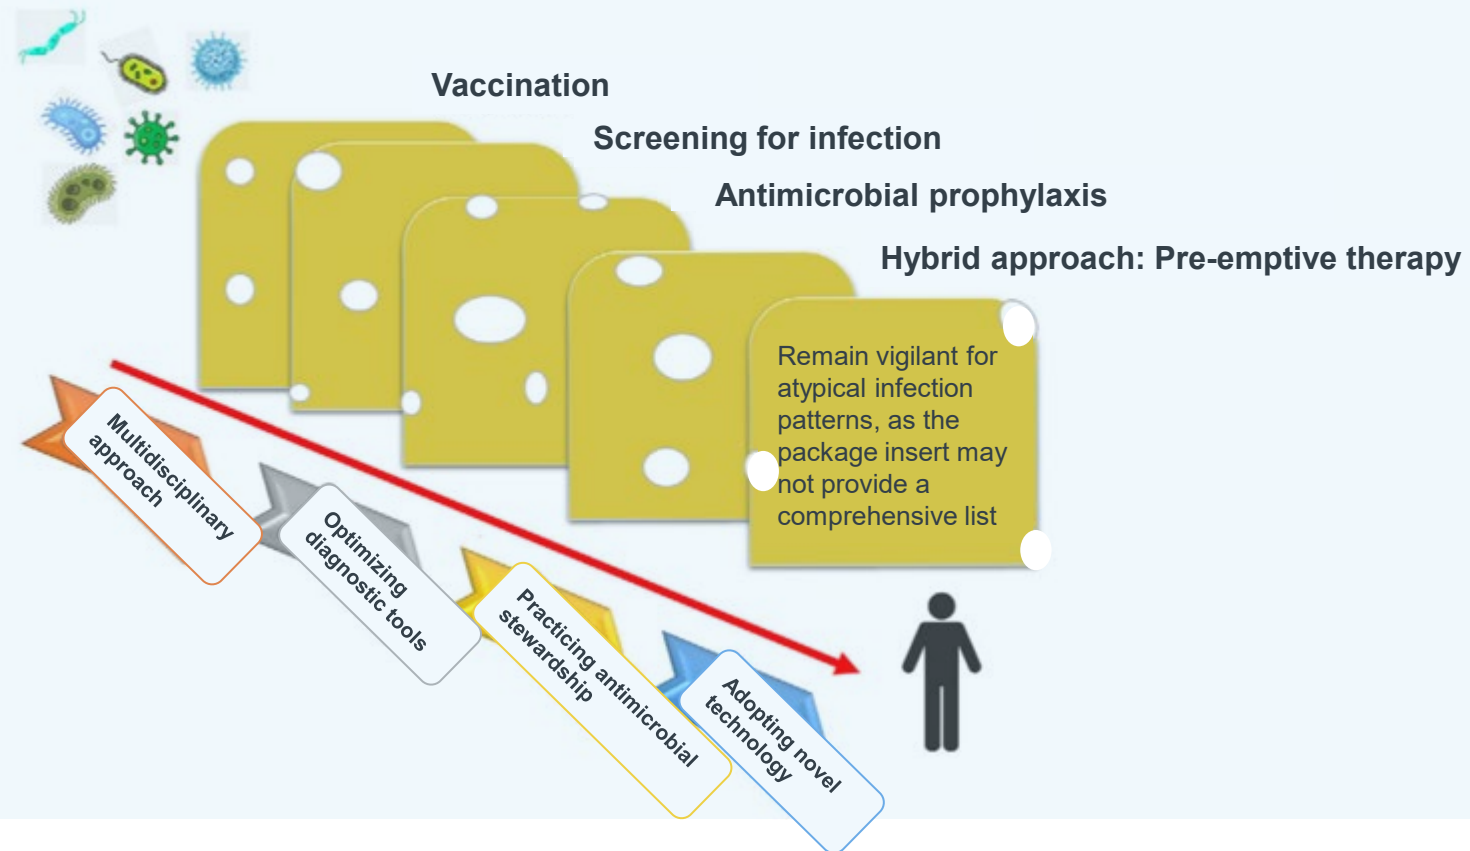 Vaccination
Screening for infection
Antimicrobial prophylaxis
Hybrid approach: Pre-emptive therapy
Remain vigilant for
atypical infection
patterns, as the
package insert may
not provide a
comprehensive list
Multidisciplinary
approach
Optimizing
diagnostic tools
Practicing antimicrobial
stewardship
Adopting novel
technology